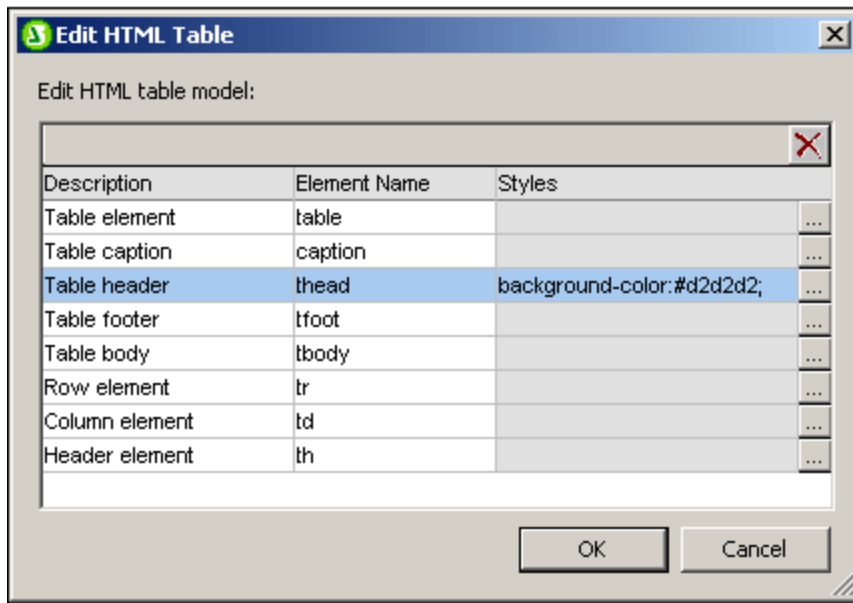 Edit HTML Table
Edit HTML table model:
Description Element Name Styles
Table element table ...
Table caption caption ...
Table header thead background-color:#d2d2d2; ...
Table footer tfoot ...
Table body tbody ...
Row element tr ...
Column element td ...
Header element th ...
OK Cancel